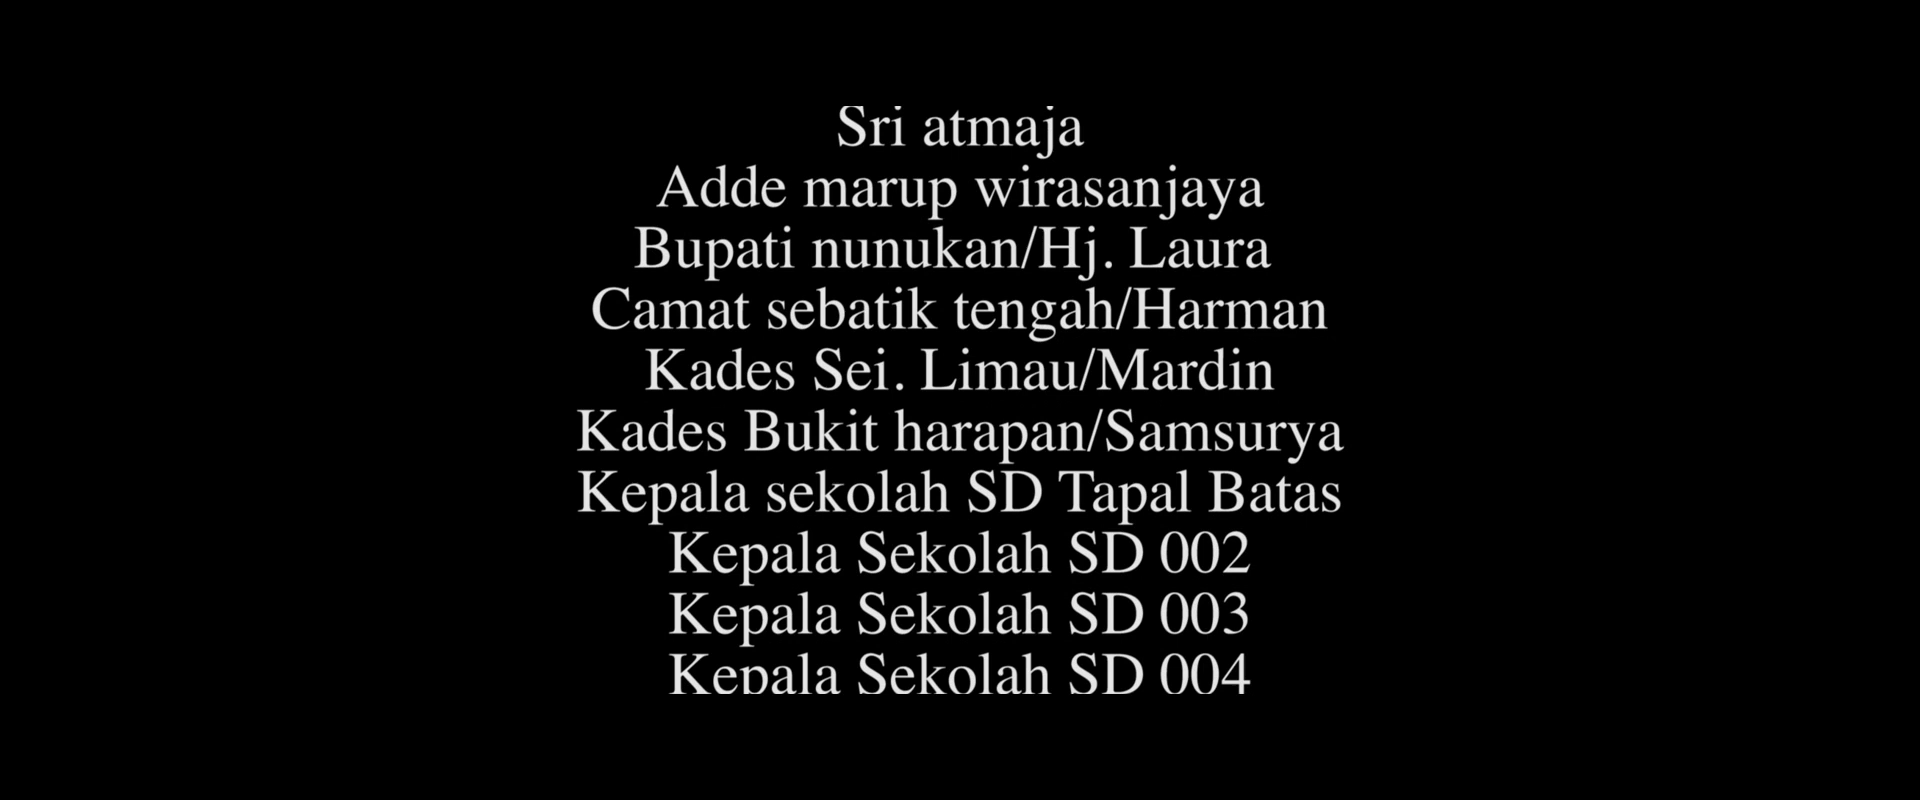 Sri atmaja
Adde marup wirasanjaya
Bupati nunukan/Hj. Laura
Camat sebatik tengah/Harman
Kades Sei. Limau/Mardin
Kades Bukit harapan/Samsurya
Kepala sekolah SD Tapal Batas
Kepala Sekolah SD 002
Kepala Sekolah SD 003
Kepala Sekolah SD 004